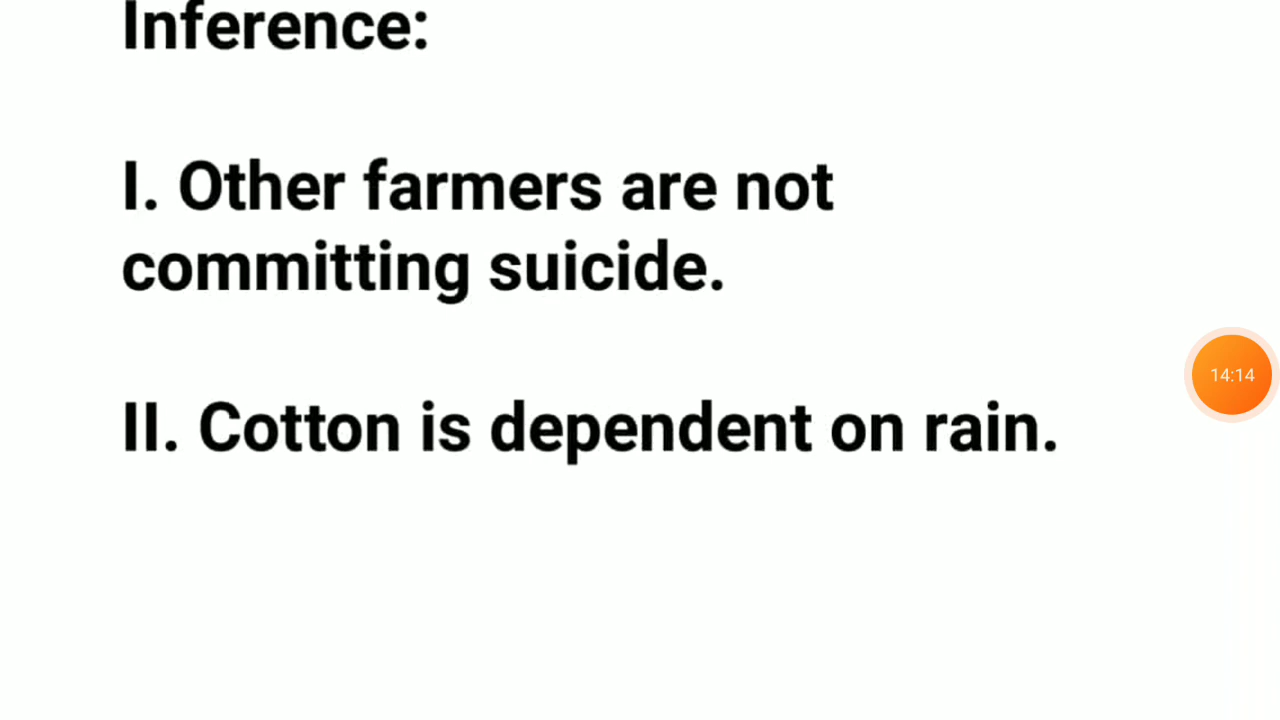 Inference:
I. Other farmers are not
committing suicide.
14:14
II. Cotton is dependent on rain.